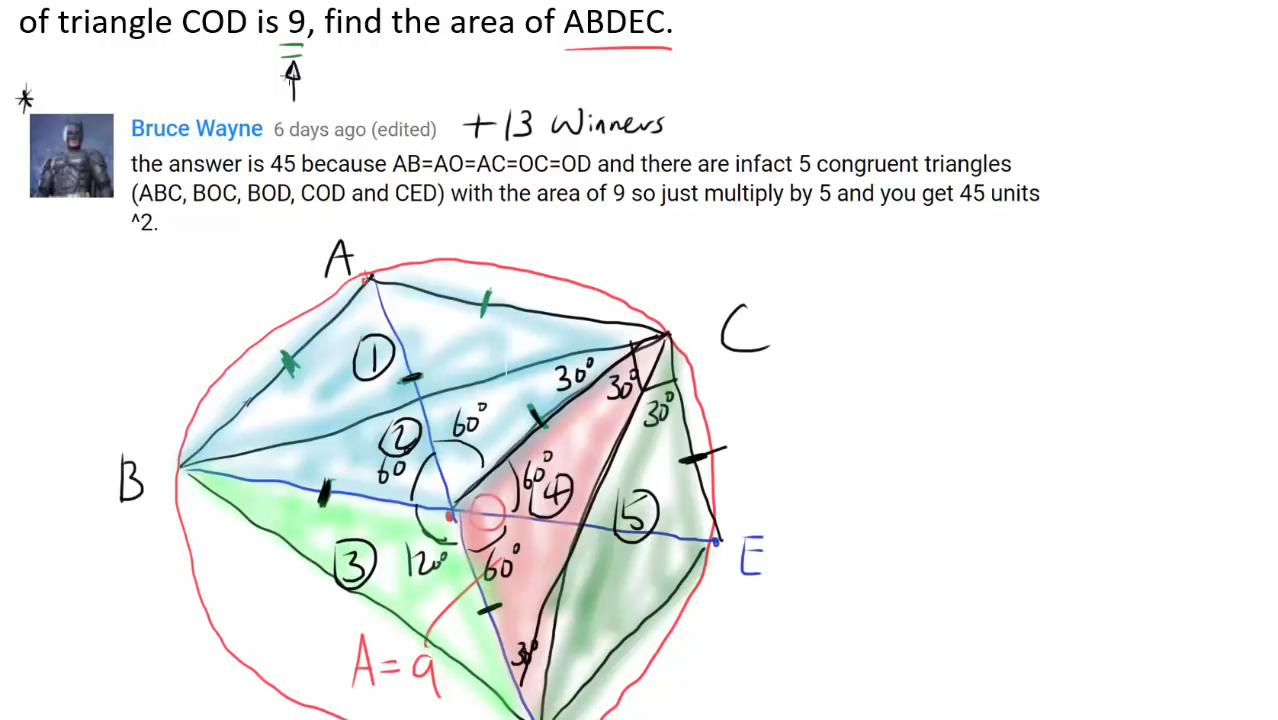 of triangle COD is 9, find the area of ABDEC.
*
Bruce Wayne 6 days ago (edited) +13 Winners
the answer is 45 because AB=AO=AC=OC=OD and there are infact 5 congruent triangles
(ABC, BOC, BOD, COD and CED) with the area of 9 so just multiply by 5 and you get 45 units
^2.
A
C
1
30° 30°
30°
2 60°
60
B
60° 4
5
E
3 120° 60°
A=9
30°